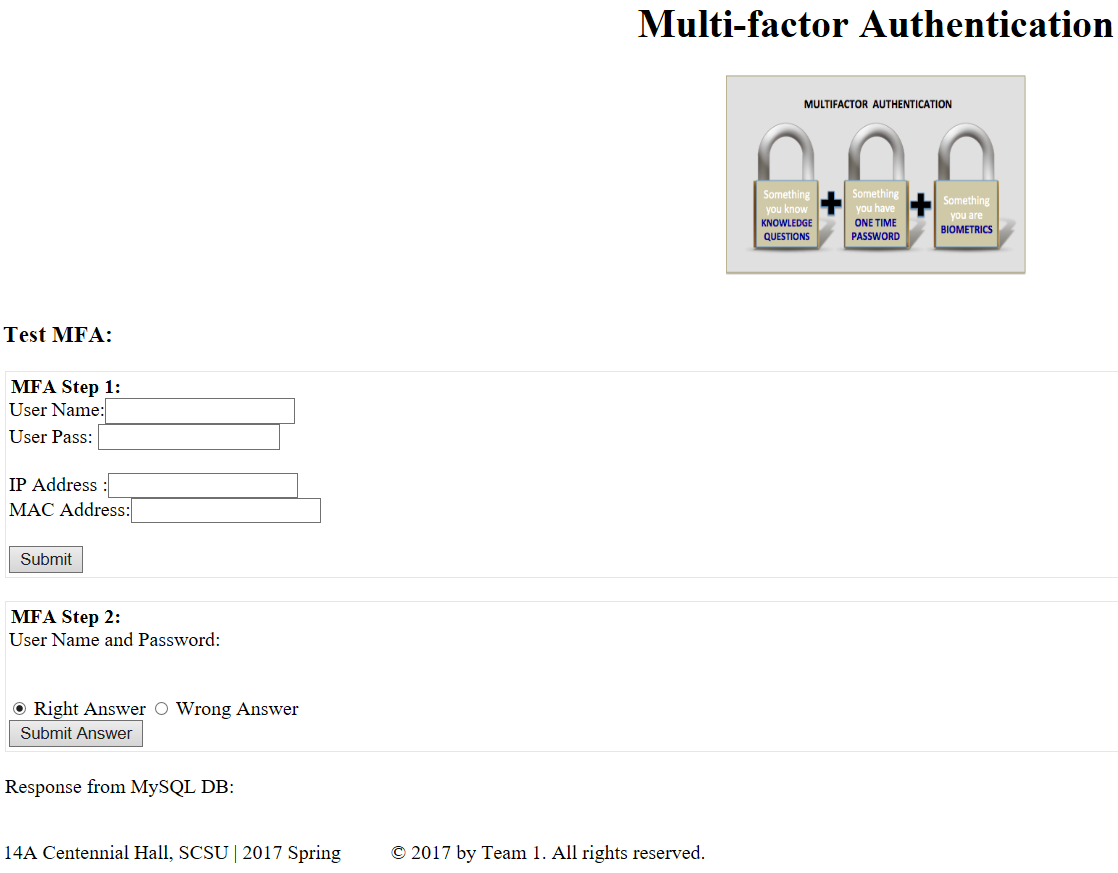 Multi-factor Authentication
MULTIFACTOR AUTHENTICATION
Something
you know
KNOWLEDGE
QUESTIONS
Something
you have
ONE TIME
PASSWORD
Something
you are
BIOMETRICS
Test MFA:
MFA Step 1:
User Name:
User Pass:
IP Address :
MAC Address:
Submit
MFA Step 2:
User Name and Password:
Right Answer Wrong Answer
Submit Answer
Response from MySQL DB:
14A Centennial Hall, SCSU | 2017 Spring © 2017 by Team 1. All rights reserved.